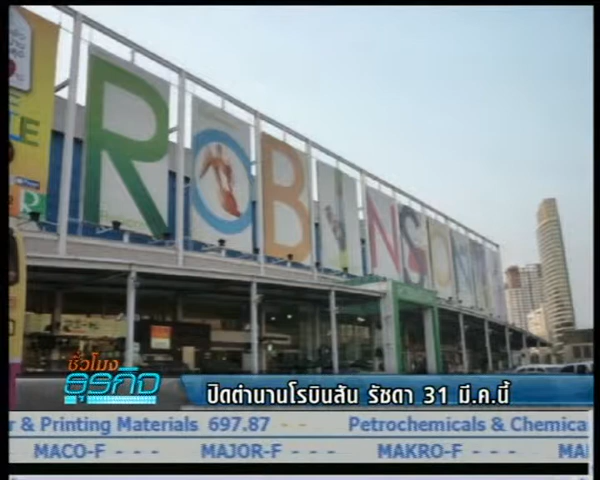 ROBINSON
ชั่วโมง
ธุรกิจ
ปิดตำนานโรบินสัน รัชดา 31 มี.ค.นี้
r & Printing Materials 697.87 - - Petrochemicals & Chemica
MACO-F - - - MAJOR-F - - - MAKRO-F - - - MA